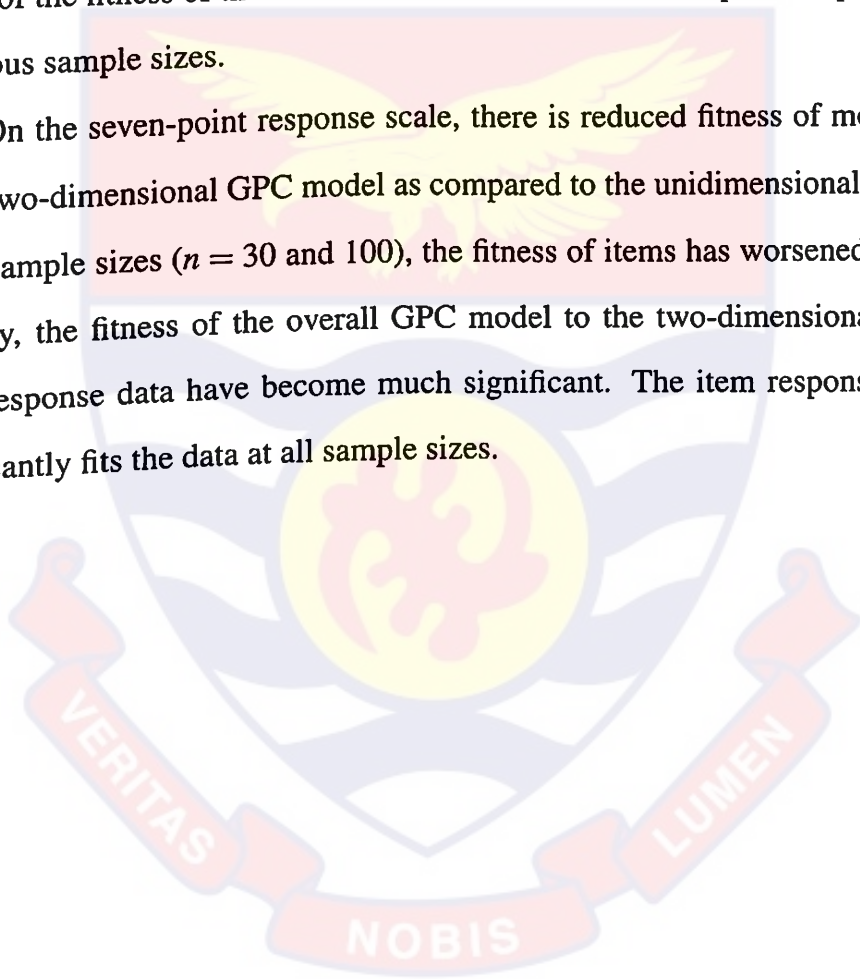 of the fitness of
ous sample sizes.
On the seven-point response scale, there is reduced fitness of
wo-dimensional GPC model as compared to the unidimensional
ample sizes (n = 30 and 100), the fitness of items has worsened
y, the fitness of the overall GPC model to the two-dimensiona
esponse data have become much significant. The item respons
antly fits the data at all sample sizes.
VERITAS
NOBIS
LUMEN